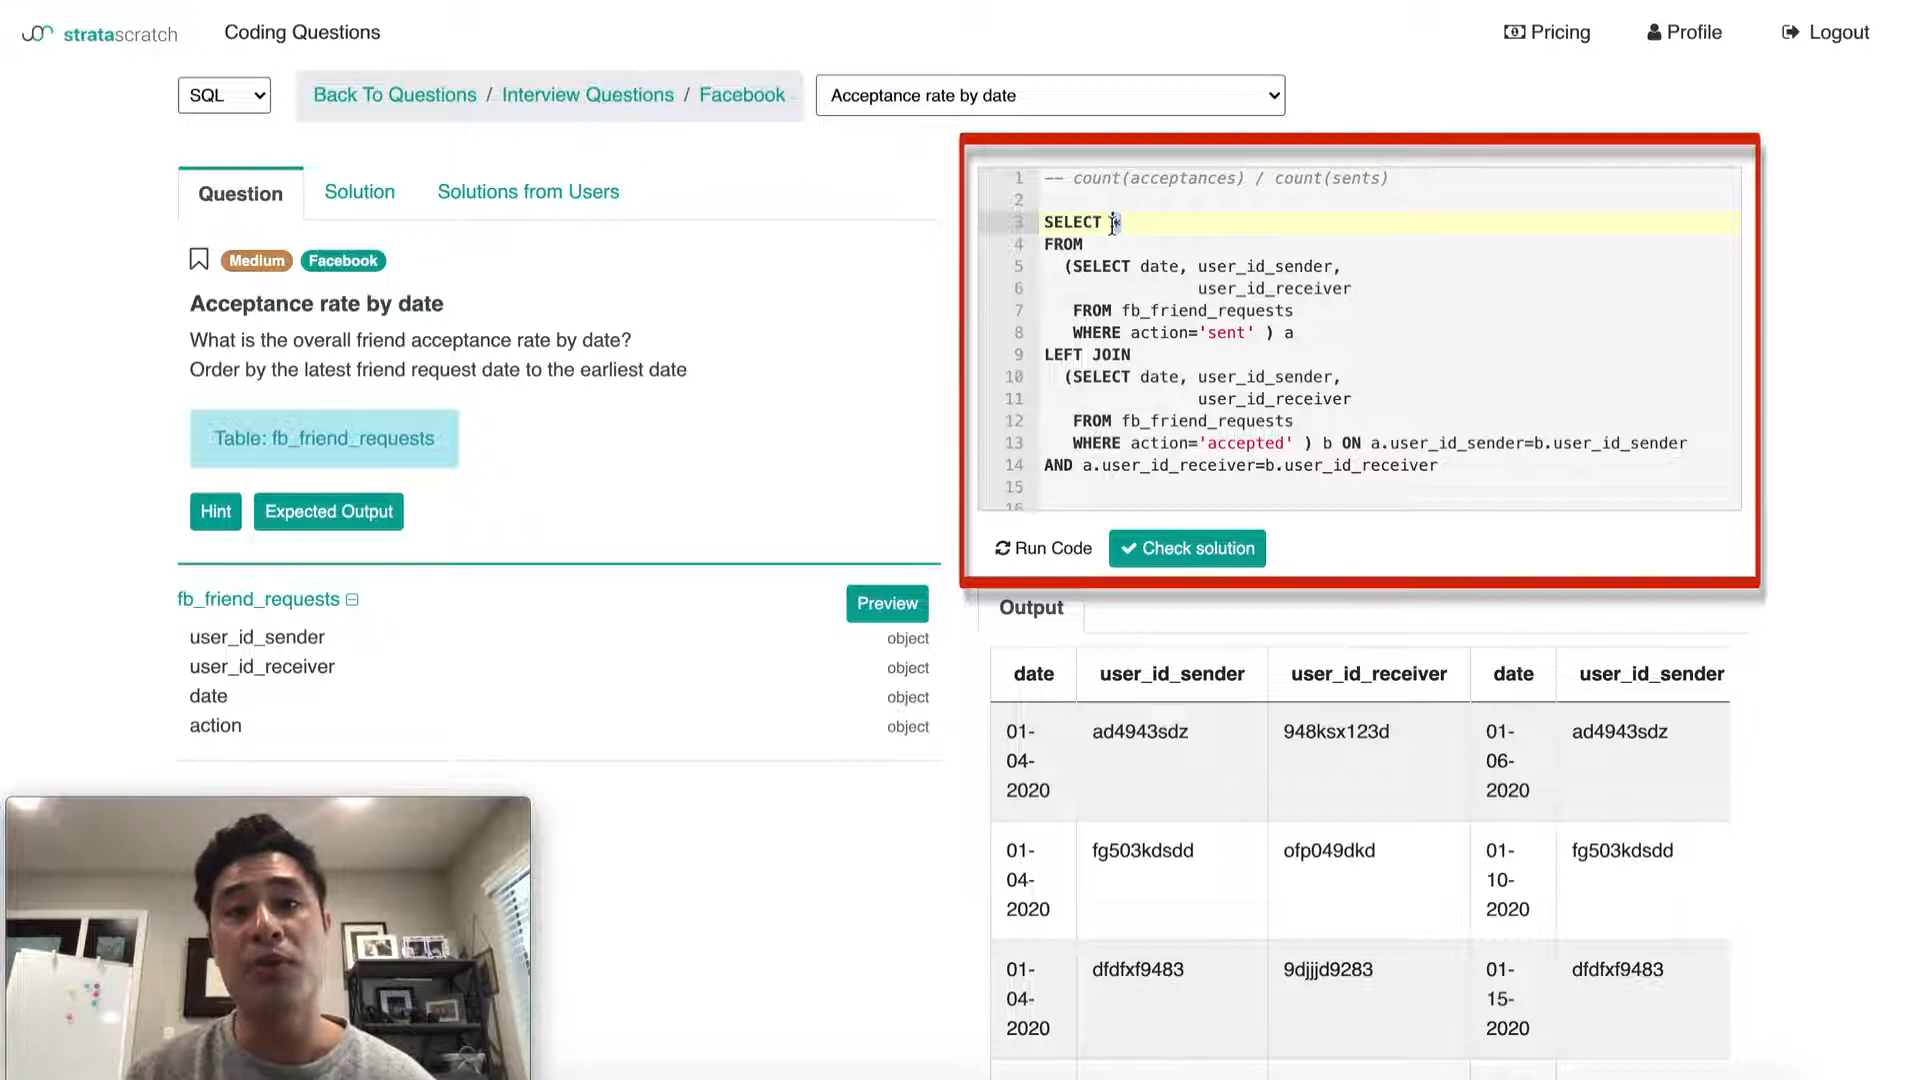 stratascratch
Coding Questions
Pricing
Profile
Logout
SQL
Back To Questions / Interview Questions / Facebook
Acceptance rate by date
Question
Solution
Solutions from Users
Medium
Facebook
Acceptance rate by date
What is the overall friend acceptance rate by date?
Order by the latest friend request date to the earliest date
Table: fb_friend_requests
Hint
Expected Output
fb_friend_requests
Preview
user_id_sender object
user_id_receiver object
date object
action object
1 -- count(acceptances) / count(sents)
2
3 SELECT *
4 FROM
5 (SELECT date, user_id_sender,
6 user_id_receiver
7 FROM fb_friend_requests
8 WHERE action='sent' ) a
9 LEFT JOIN
10 (SELECT date, user_id_sender,
11 user_id_receiver
12 FROM fb_friend_requests
13 WHERE action='accepted' ) b ON a.user_id_sender=b.user_id_sender
14 AND a.user_id_receiver=b.user_id_receiver
15
16
Run Code
Check solution
Output
date user_id_sender user_id_receiver date user_id_sender
01-04-2020 ad4943sdz 948ksx123d 01-06-2020 ad4943sdz
01-04-2020 fg503kdsdd ofp049dkd 01-10-2020 fg503kdsdd
01-04-2020 dfdfxf9483 9djjjd9283 01-15-2020 dfdfxf9483